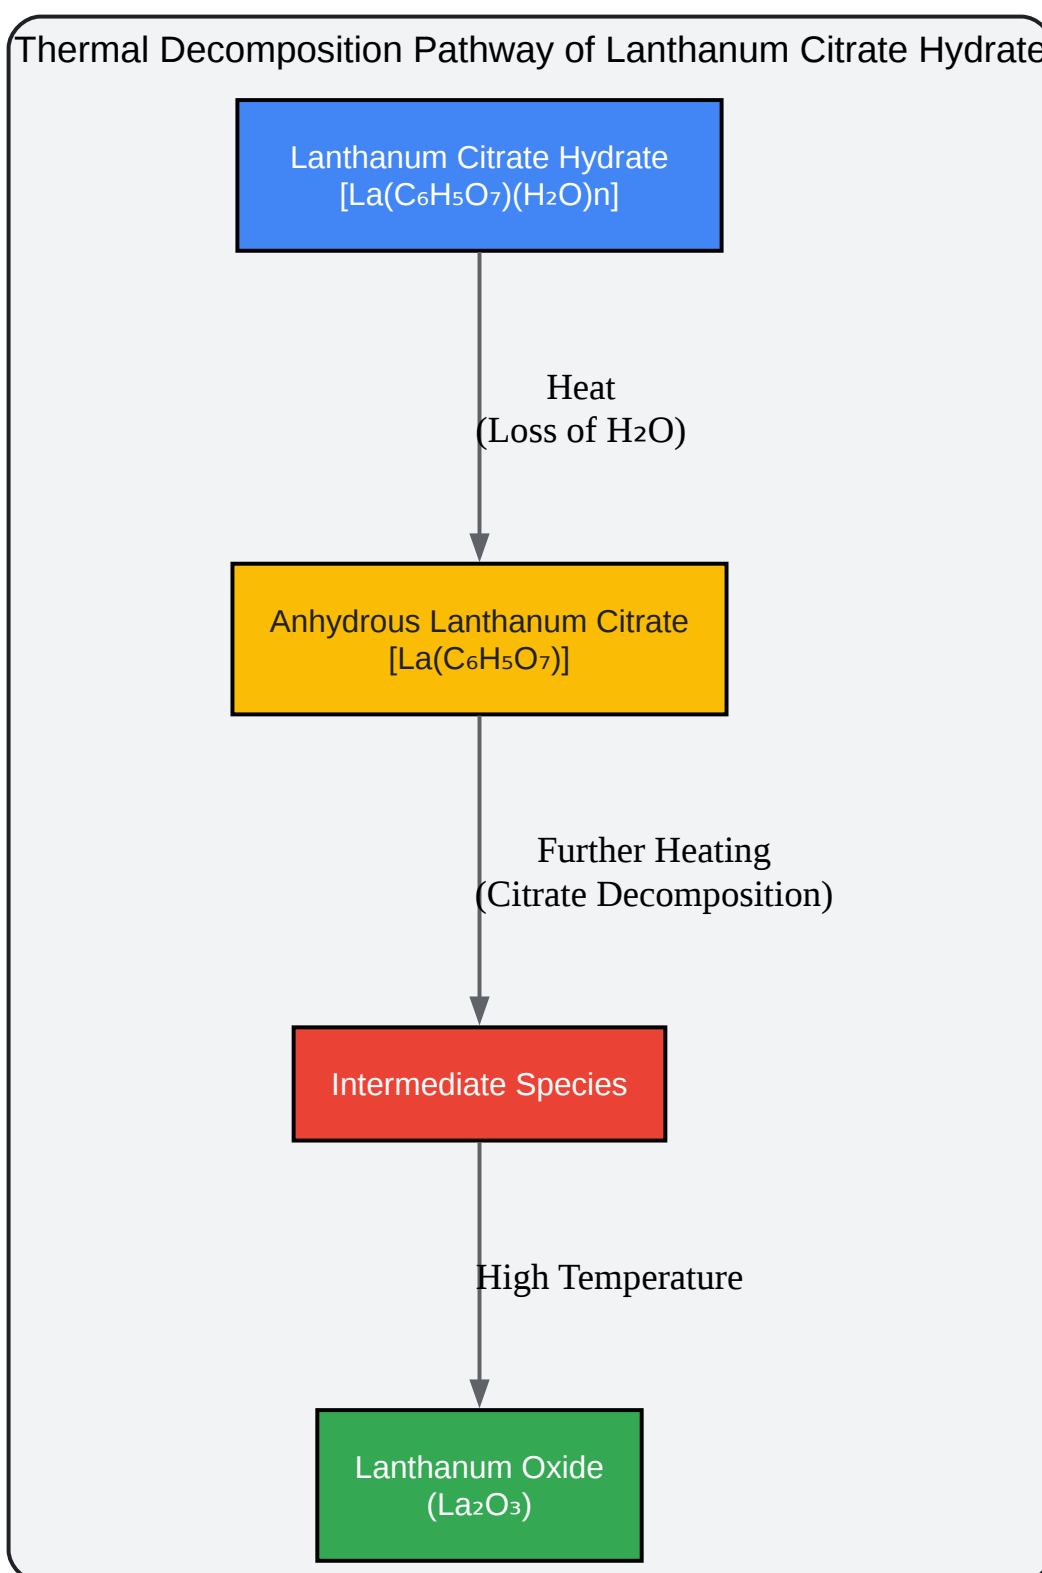 Thermal Decomposition Pathway of Lanthanum Citrate Hydrate
Lanthanum Citrate Hydrate
[La(C₆H₅O₇)(H₂O)n]
Heat
(Loss of H₂O)
Anhydrous Lanthanum Citrate
[La(C₆H₅O₇)]
Further Heating
(Citrate Decomposition)
Intermediate Species
High Temperature
Lanthanum Oxide
(La₂O₃)